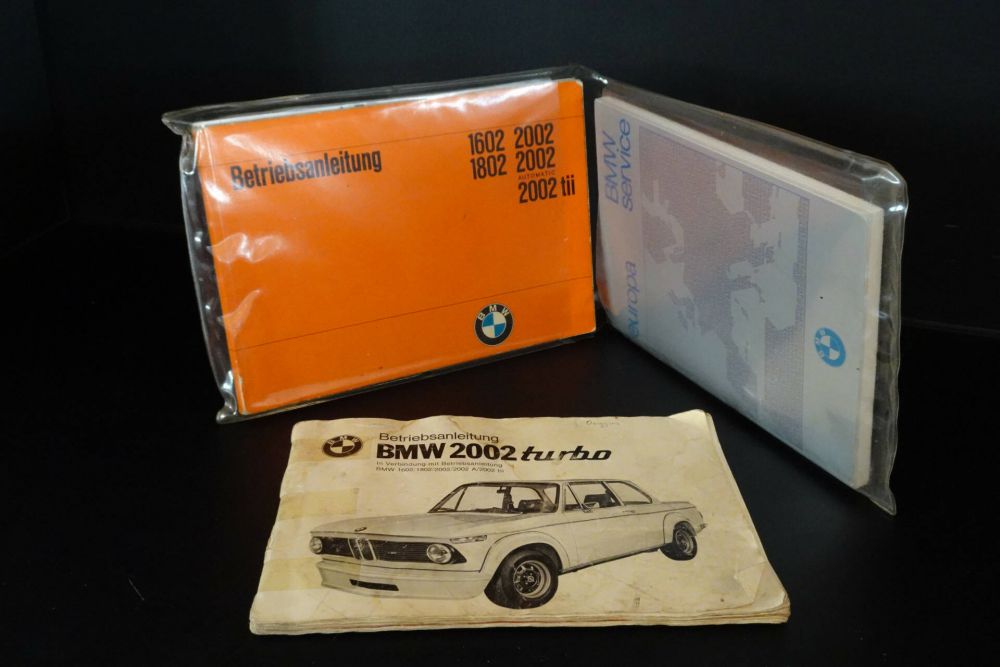 Betriebsanleitung
1602 2002
1802 2002
AUTOMATIC
2002 tii
BMW
BMW
service
europa
BMW
BMW
Betriebsanleitung
BMW 2002 turbo
In Verbindung mit Betriebsanleitung
BMW 1602/1802/2002/2002 A/2002 tii